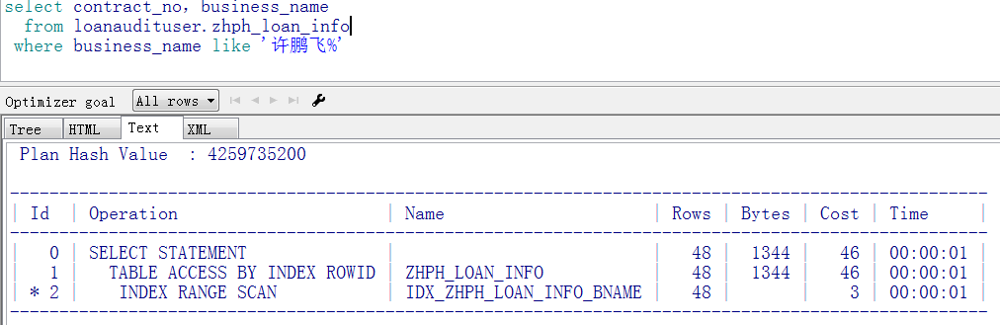 select contract_no, business_name
from loanaudituser.zhph_loan_info
where business_name like '许鹏飞%'
Optimizer goal All rows
Tree HTML Text XML
Plan Hash Value : 4259735200
| Id | Operation | Name | Rows | Bytes | Cost | Time |
| 0 | SELECT STATEMENT | | 48 | 1344 | 46 | 00:00:01 |
| 1 | TABLE ACCESS BY INDEX ROWID | ZHPH_LOAN_INFO | 48 | 1344 | 46 | 00:00:01 |
| * 2 | INDEX RANGE SCAN | IDX_ZHPH_LOAN_INFO_BNAME | 48 | | 3 | 00:00:01 |